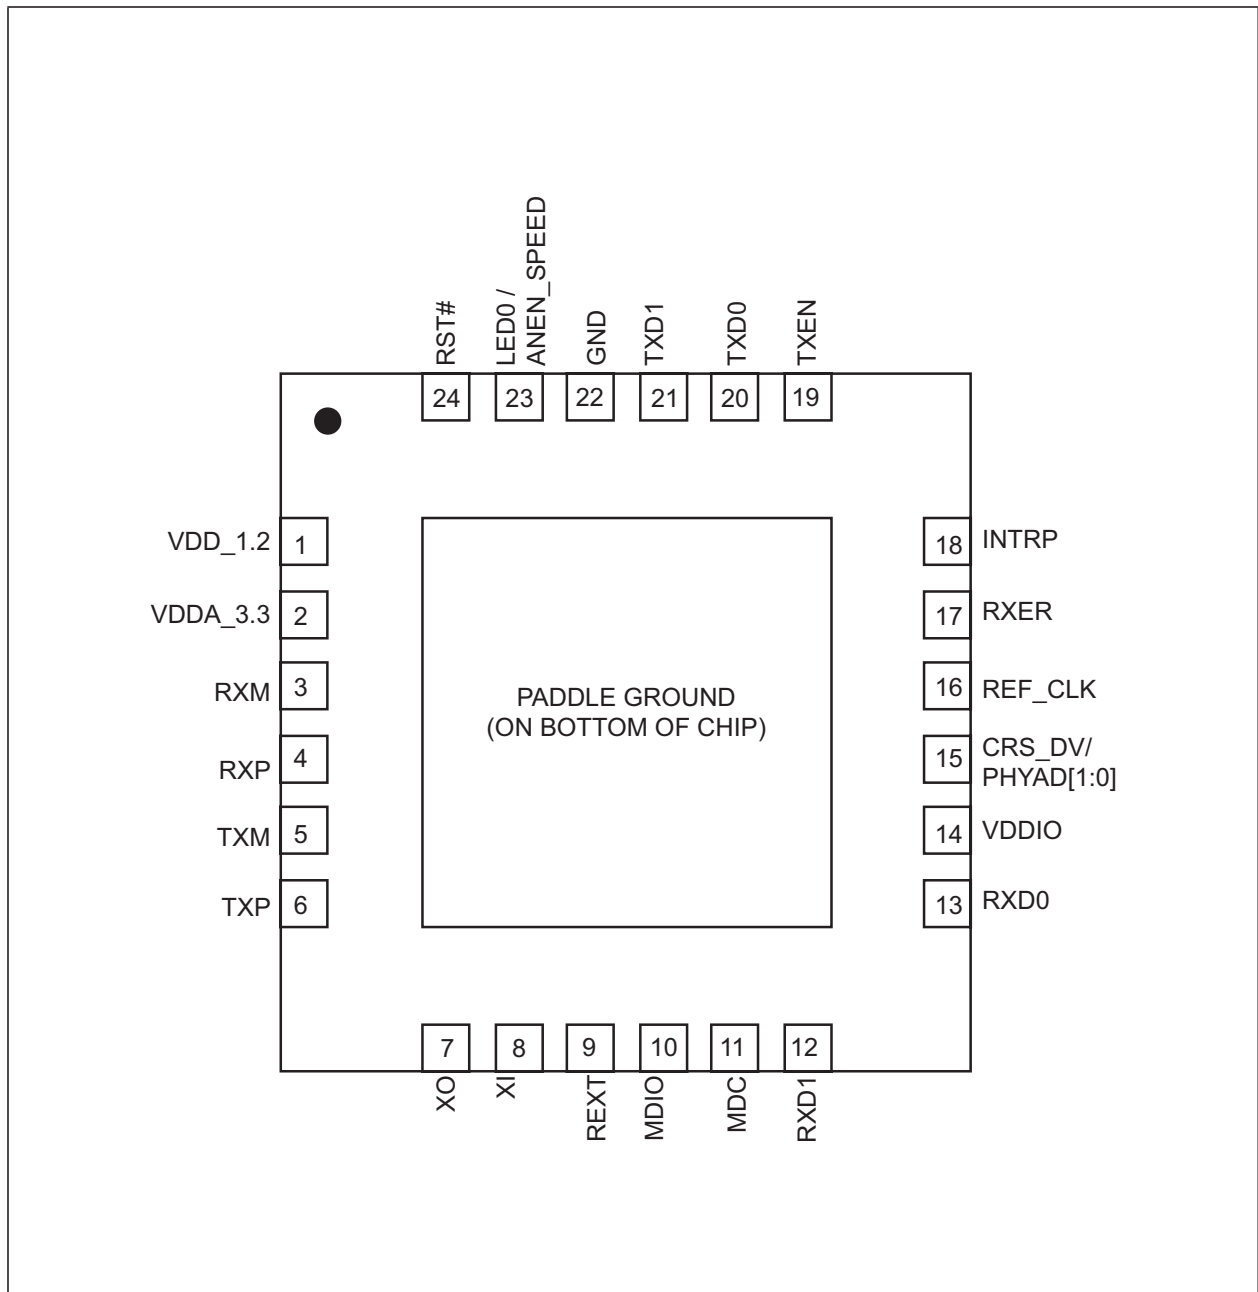 RST#
LED0 /
ANEN_SPEED
GND
TXD1
TXD0
TXEN
24
23
22
21
20
19
VDD_1.2
1
VDDA_3.3
2
RXM
3
RXP
4
TXM
5
TXP
6
PADDLE GROUND
(ON BOTTOM OF CHIP)
18
INTRP
17
RXER
16
REF_CLK
15
CRS_DV/
PHYAD[1:0]
14
VDDIO
13
RXD0
7
8
9
10
11
12
XO
XI
REXT
MDIO
MDC
RXD1